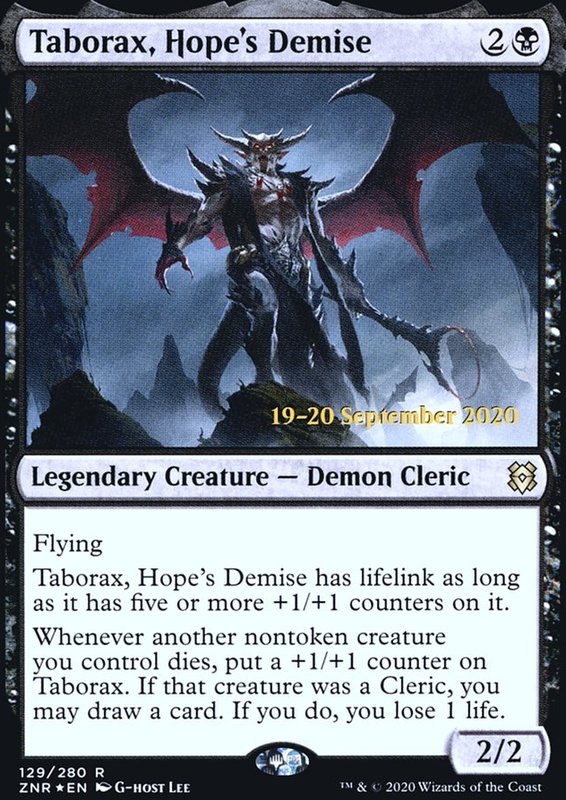 Taborax, Hope's Demise 2
19-20 September 2020
Legendary Creature — Demon Cleric
Flying
Taborax, Hope's Demise has lifelink as long
as it has five or more +1/+1 counters on it.
Whenever another nontoken creature
you control dies, put a +1/+1 counter on
Taborax. If that creature was a Cleric, you
may draw a card. If you do, you lose 1 life.
2/2
129/280 R
ZNR ★ EN G-host Lee
™ & © 2020 Wizards of the Coast